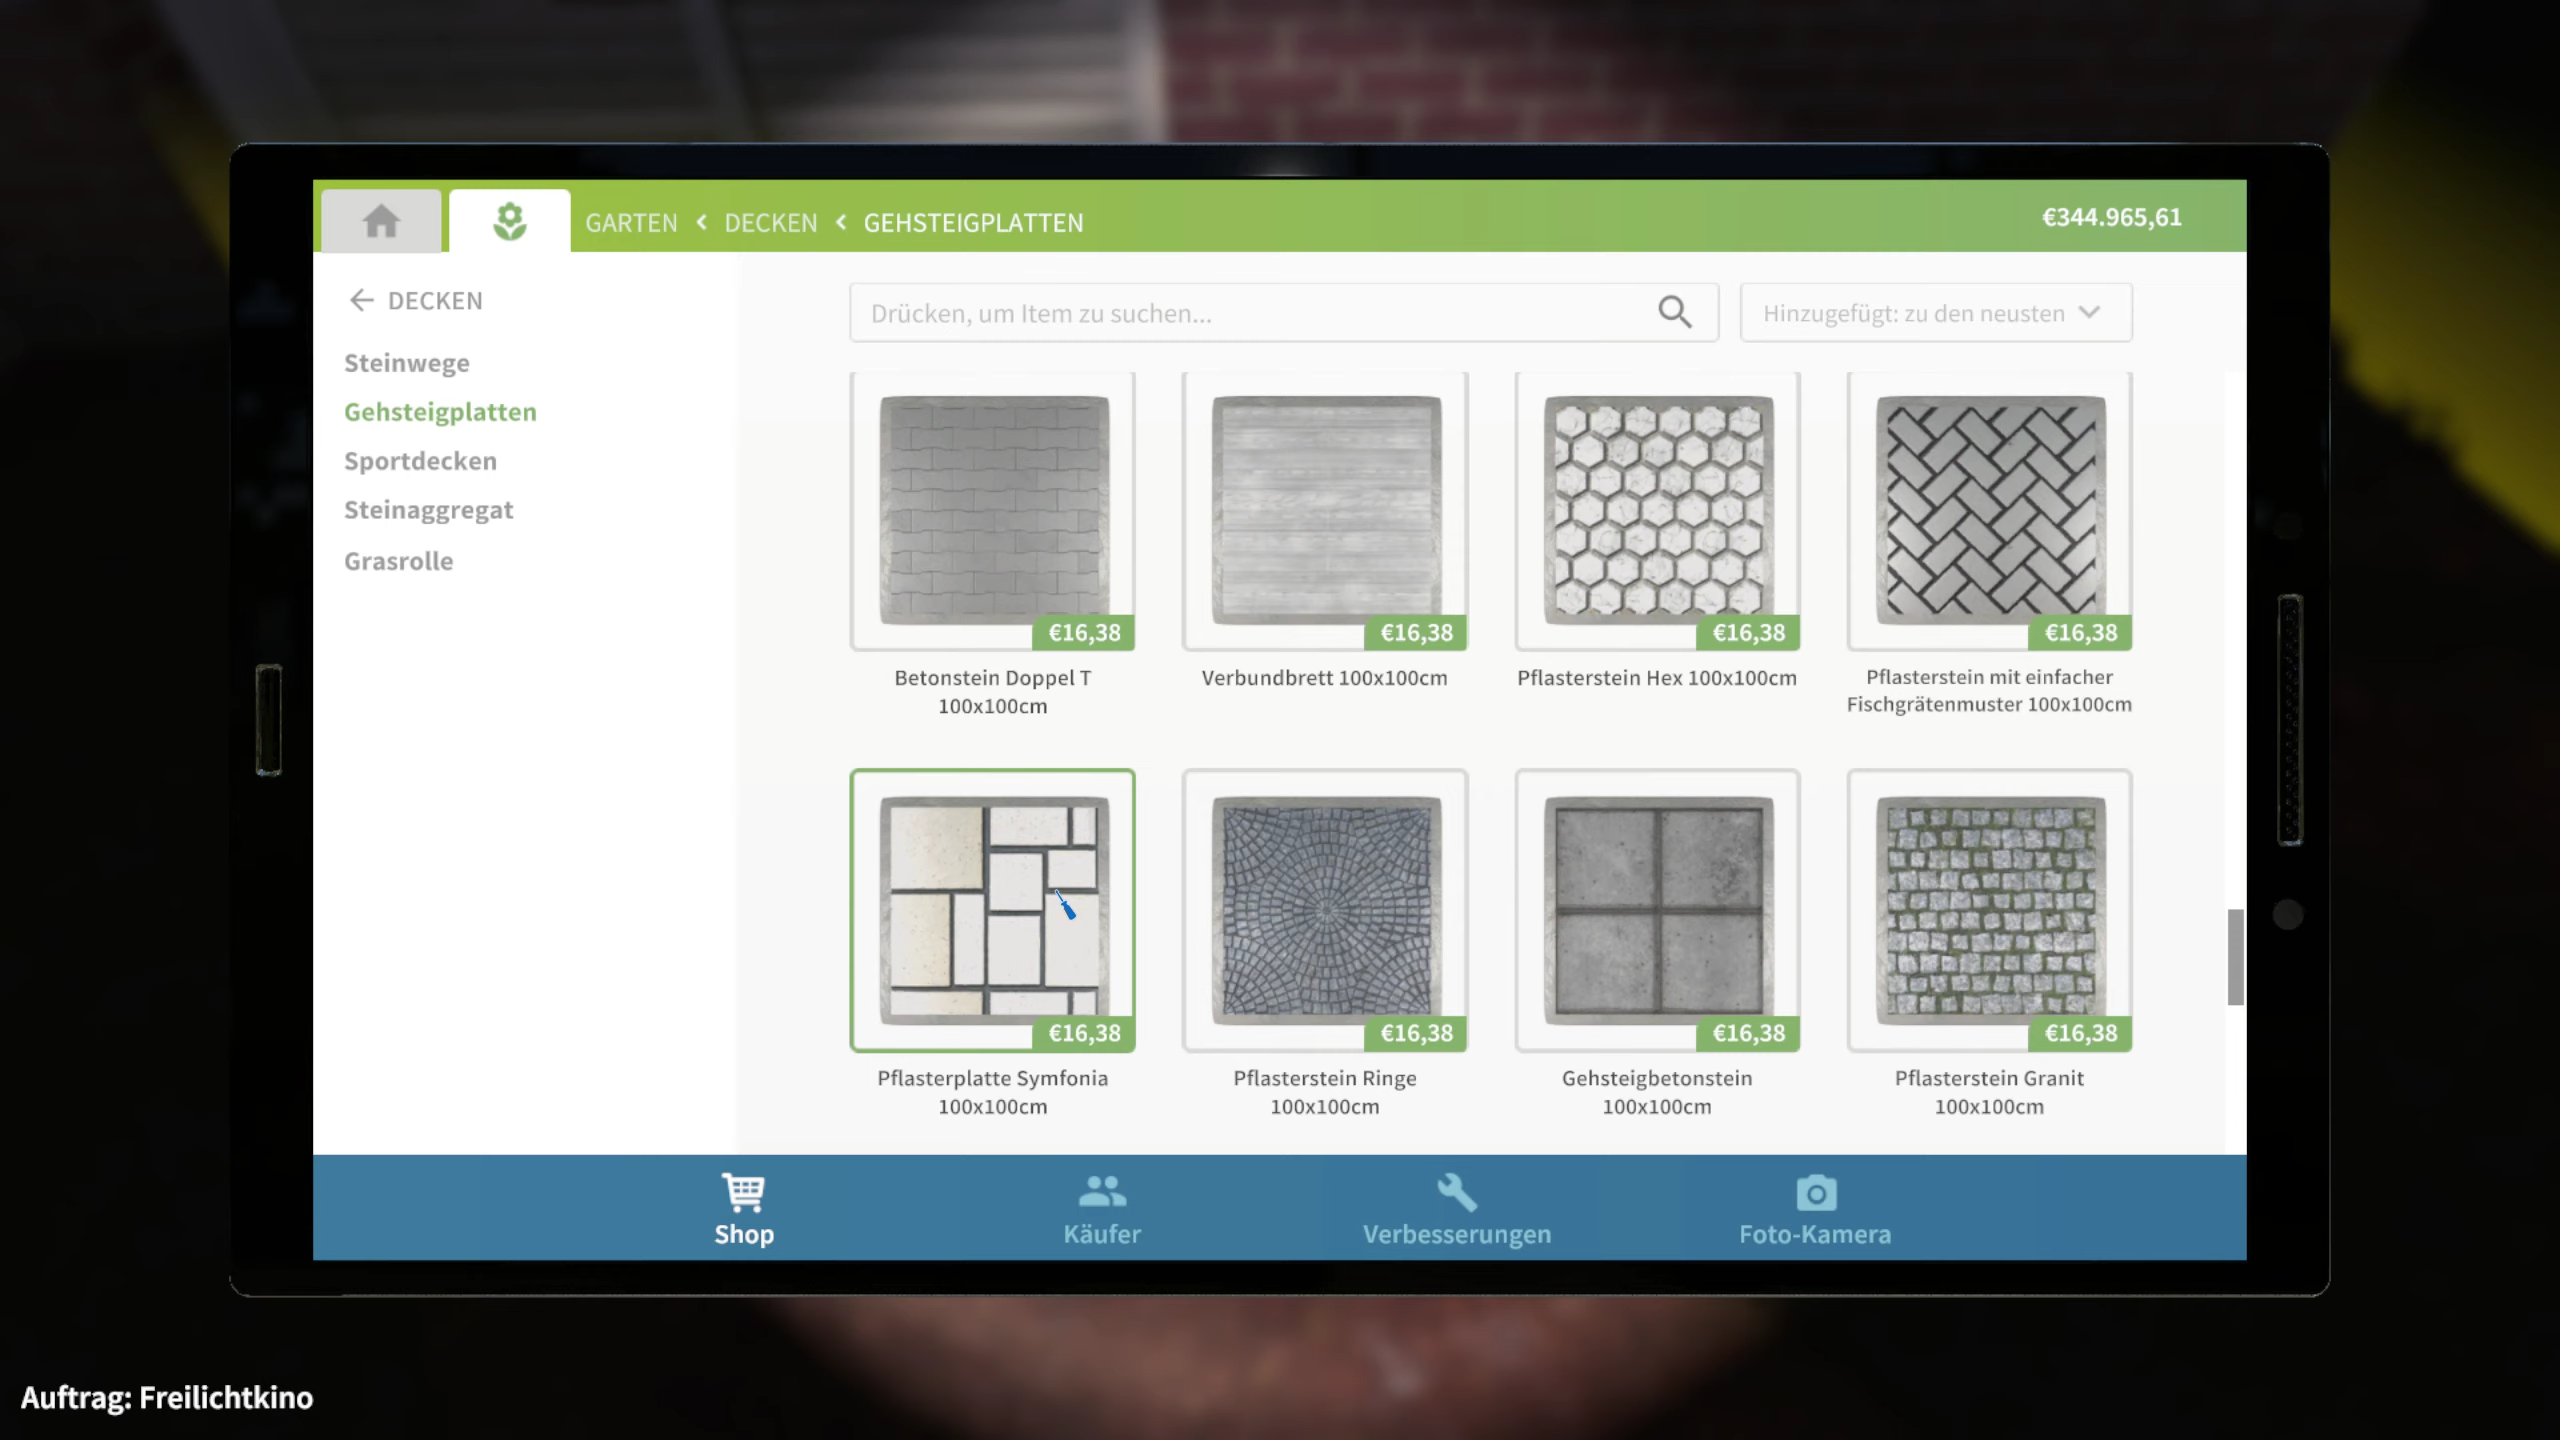 GARTEN < DECKEN < GEHSTEIGPLATTEN
€344.965,61
DECKEN
Drücken, um Item zu suchen...
Hinzugefügt: zu den neusten
Steinwege
Gehsteigplatten
Sportdecken
Steinaggregat
Grasrolle
€16,38
€16,38
€16,38
€16,38
Betonstein Doppel T
100x100cm
Verbundbrett 100x100cm
Pflasterstein Hex 100x100cm
Pflasterstein mit einfacher
Fischgrätenmuster 100x100cm
€16,38
€16,38
€16,38
€16,38
Pflasterplatte Symfonia
100x100cm
Pflasterstein Ringe
100x100cm
Gehsteigbetonstein
100x100cm
Pflasterstein Granit
100x100cm
Shop
Käufer
Verbesserungen
Foto-Kamera
Auftrag: Freilichtkino